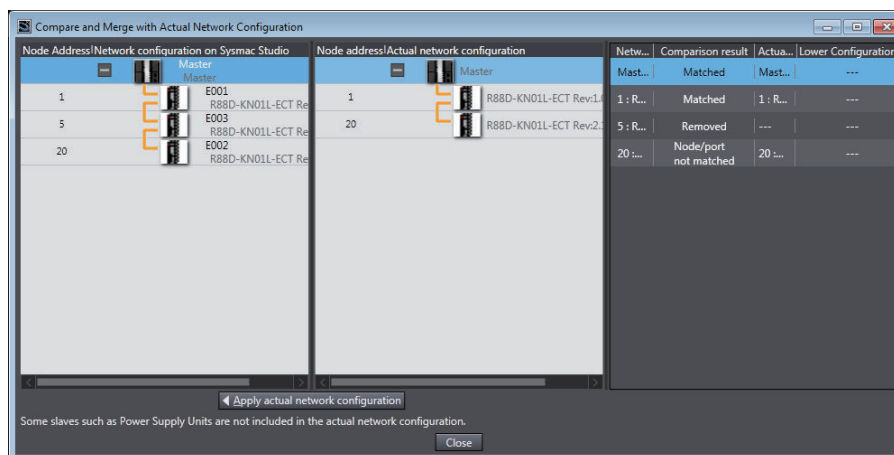 Compare and Merge with Actual Network Configuration
Node Address|Network configuration on Sysmac Studio
Master
Master
1
E001
R88D-KN01L-ECT Re
5
E003
R88D-KN01L-ECT Re
20
E002
R88D-KN01L-ECT Re
Node address|Actual network configuration
Master
1
R88D-KN01L-ECT Rev:1.
20
R88D-KN01L-ECT Rev:2.
Netw... Comparison result Actua... Lower Configuration
Mast... Matched Mast... ---
1 : R... Matched 1 : R... ---
5 : R... Removed --- ---
20 :... Node/port not matched 20 :... ---
Apply actual network configuration
Some slaves such as Power Supply Units are not included in the actual network configuration.
Close